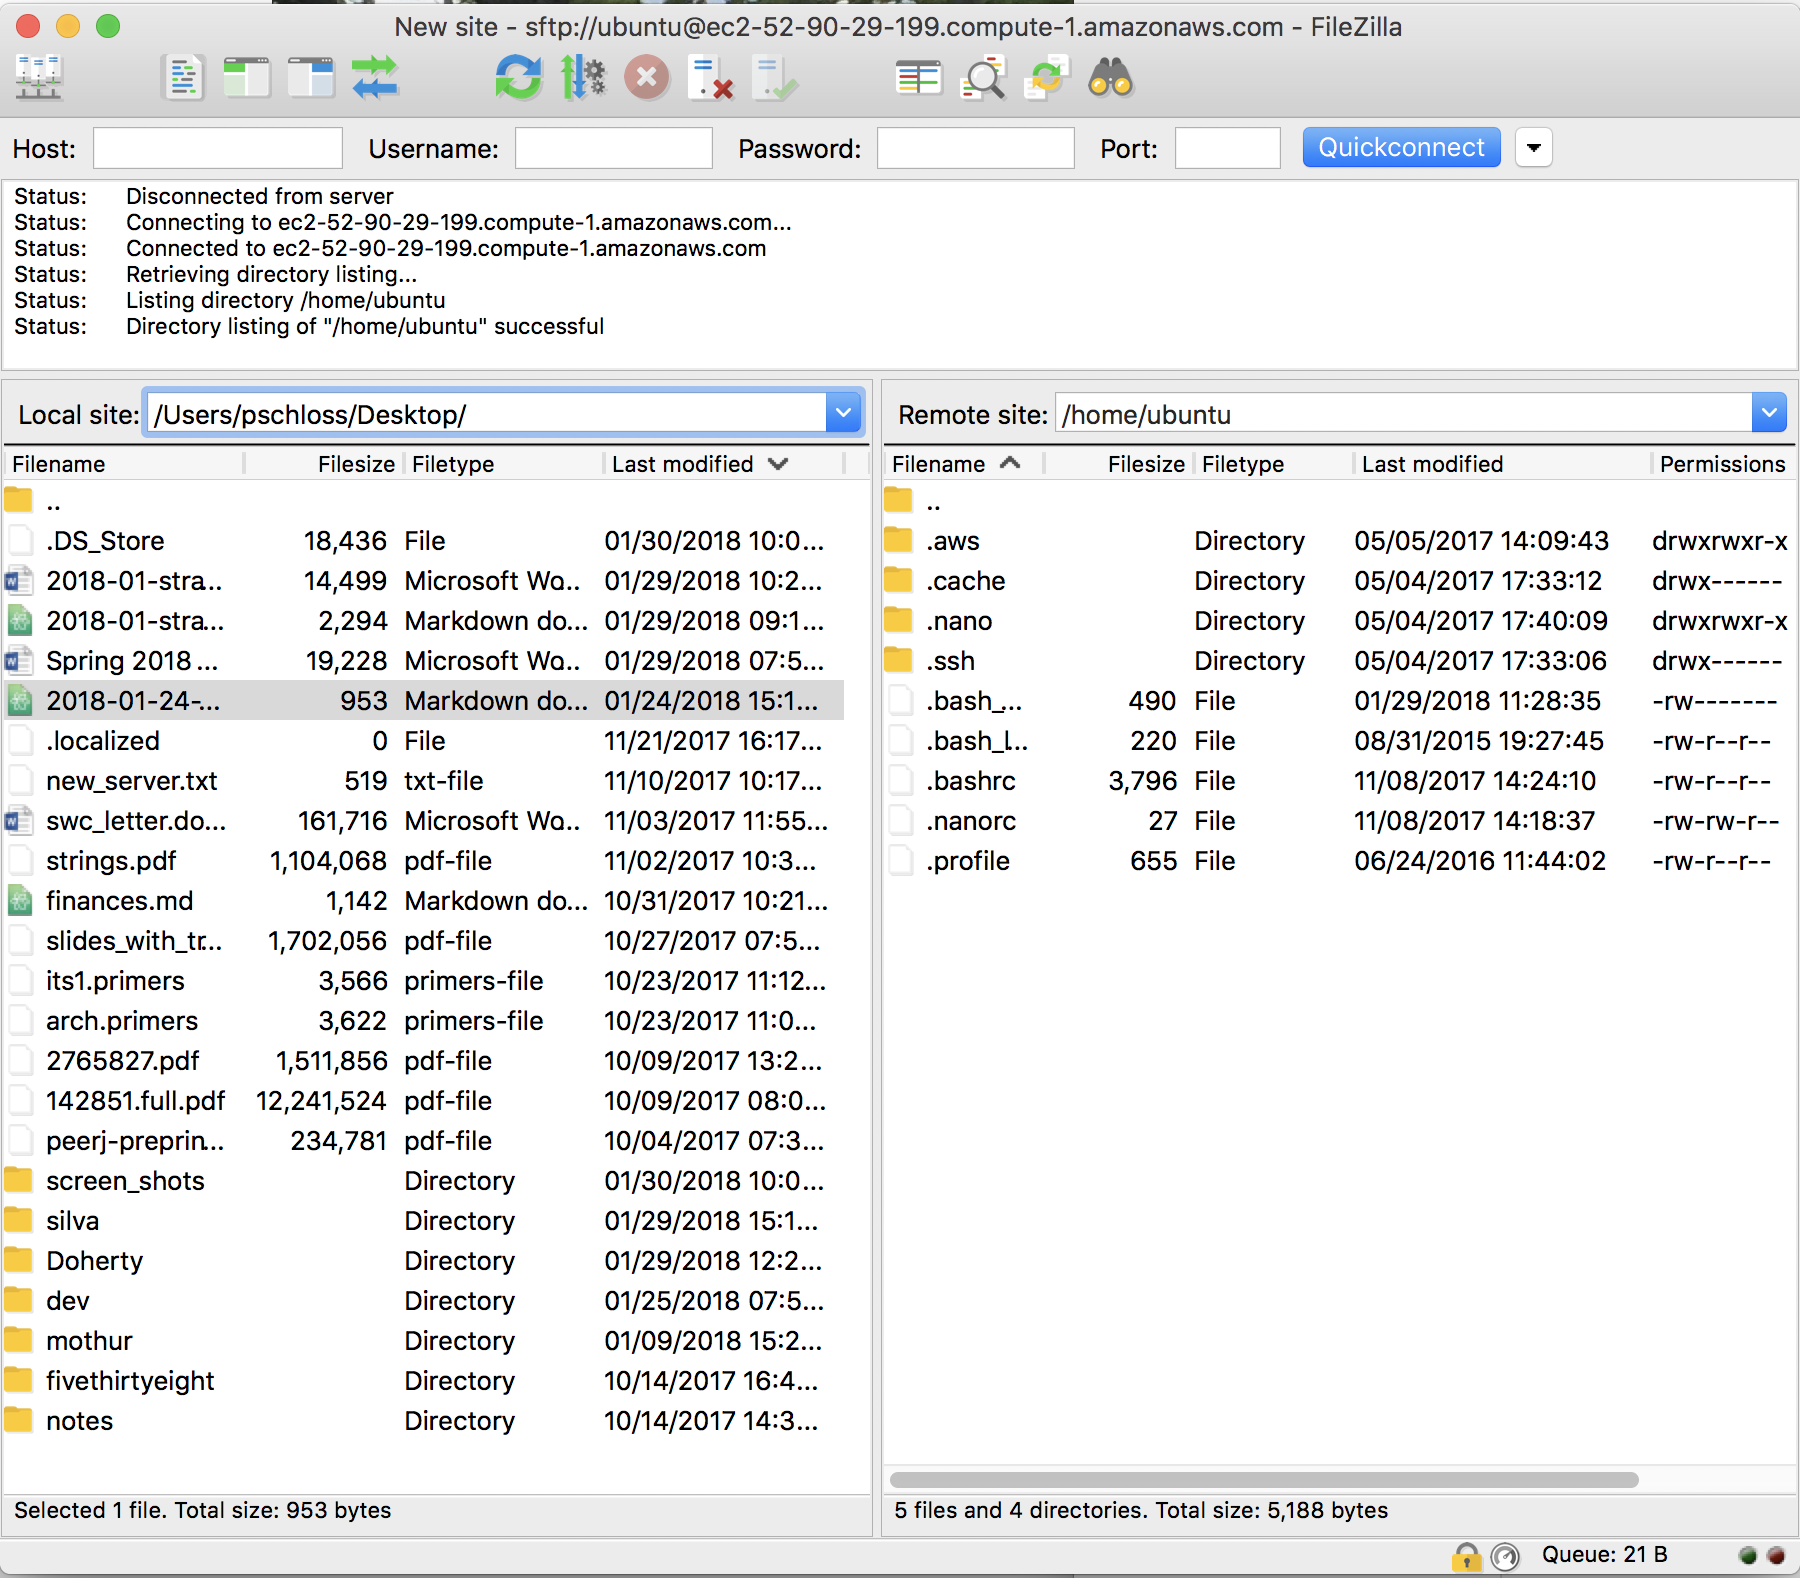 New site - sftp://ubuntu@ec2-52-90-29-199.compute-1.amazonaws.com - FileZilla
Host: Username: Password: Port: Quickconnect
Status: Disconnected from server
Status: Connecting to ec2-52-90-29-199.compute-1.amazonaws.com...
Status: Connected to ec2-52-90-29-199.compute-1.amazonaws.com
Status: Retrieving directory listing...
Status: Listing directory /home/ubuntu
Status: Directory listing of "/home/ubuntu" successful
Local site: /Users/pschloss/Desktop/
Filename Filesize Filetype Last modified
..
.DS_Store 18,436 File 01/30/2018 10:0...
2018-01-stra... 14,499 Microsoft Wo... 01/29/2018 10:2...
2018-01-stra... 2,294 Markdown do... 01/29/2018 09:1...
Spring 2018 ... 19,228 Microsoft Wo... 01/29/2018 07:5...
2018-01-24-... 953 Markdown do... 01/24/2018 15:1...
.localized 0 File 11/21/2017 16:17...
new_server.txt 519 txt-file 11/10/2017 10:17...
swc_letter.do... 161,716 Microsoft Wo... 11/03/2017 11:55...
strings.pdf 1,104,068 pdf-file 11/02/2017 10:3...
finances.md 1,142 Markdown do... 10/31/2017 10:21...
slides_with_tr... 1,702,056 pdf-file 10/27/2017 07:5...
its1.primers 3,566 primers-file 10/23/2017 11:12...
arch.primers 3,622 primers-file 10/23/2017 11:0...
2765827.pdf 1,511,856 pdf-file 10/09/2017 13:2...
142851.full.pdf 12,241,524 pdf-file 10/09/2017 08:0...
peerj-preprin... 234,781 pdf-file 10/04/2017 07:3...
screen_shots Directory 01/30/2018 10:0...
silva Directory 01/29/2018 15:1...
Doherty Directory 01/29/2018 12:2...
dev Directory 01/25/2018 07:5...
mothur Directory 01/09/2018 15:2...
fivethirtyeight Directory 10/14/2017 16:4...
notes Directory 10/14/2017 14:3...
Selected 1 file. Total size: 953 bytes
Remote site: /home/ubuntu
Filename Filesize Filetype Last modified Permissions
..
.aws Directory 05/05/2017 14:09:43 drwxrwxr-x
.cache Directory 05/04/2017 17:33:12 drwx------
.nano Directory 05/04/2017 17:40:09 drwxrwxr-x
.ssh Directory 05/04/2017 17:33:06 drwx------
.bash_... 490 File 01/29/2018 11:28:35 -rw-------
.bash_l... 220 File 08/31/2015 19:27:45 -rw-r--r--
.bashrc 3,796 File 11/08/2017 14:24:10 -rw-r--r--
.nanorc 27 File 11/08/2017 14:18:37 -rw-rw-r--
.profile 655 File 06/24/2016 11:44:02 -rw-r--r--
5 files and 4 directories. Total size: 5,188 bytes
Queue: 21 B